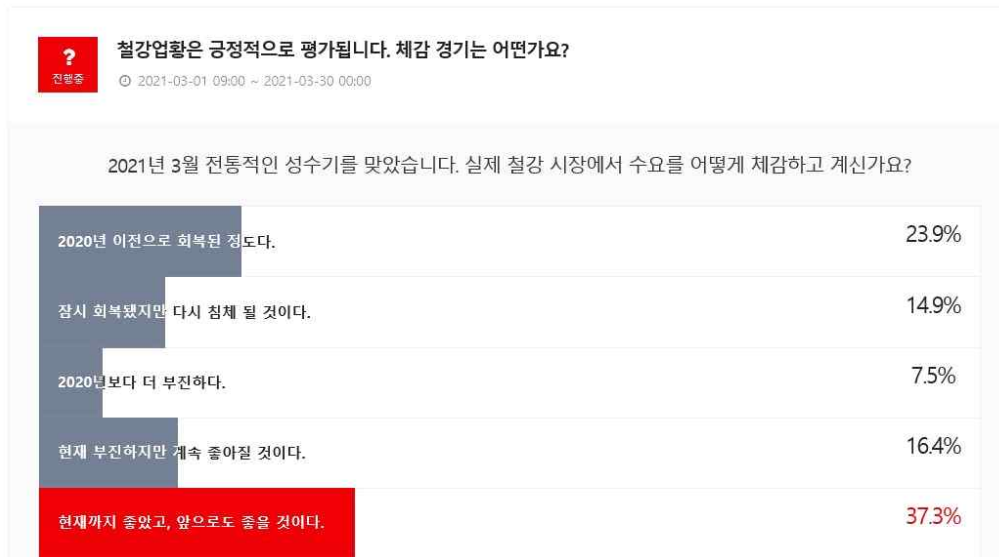 ?
진행중
철강업황은 긍정적으로 평가됩니다. 체감 경기는 어떤가요?
2021-03-01 09:00 ~ 2021-03-30 00:00
2021년 3월 전통적인 성수기를 맞았습니다. 실제 철강 시장에서 수요를 어떻게 체감하고 계신가요?
2020년 이전으로 회복된 정도다.
23.9%
잠시 회복됐지만 다시 침체 될 것이다.
14.9%
2020년보다 더 부진하다.
7.5%
현재 부진하지만 계속 좋아질 것이다.
16.4%
현재까지 좋았고, 앞으로도 좋을 것이다.
37.3%